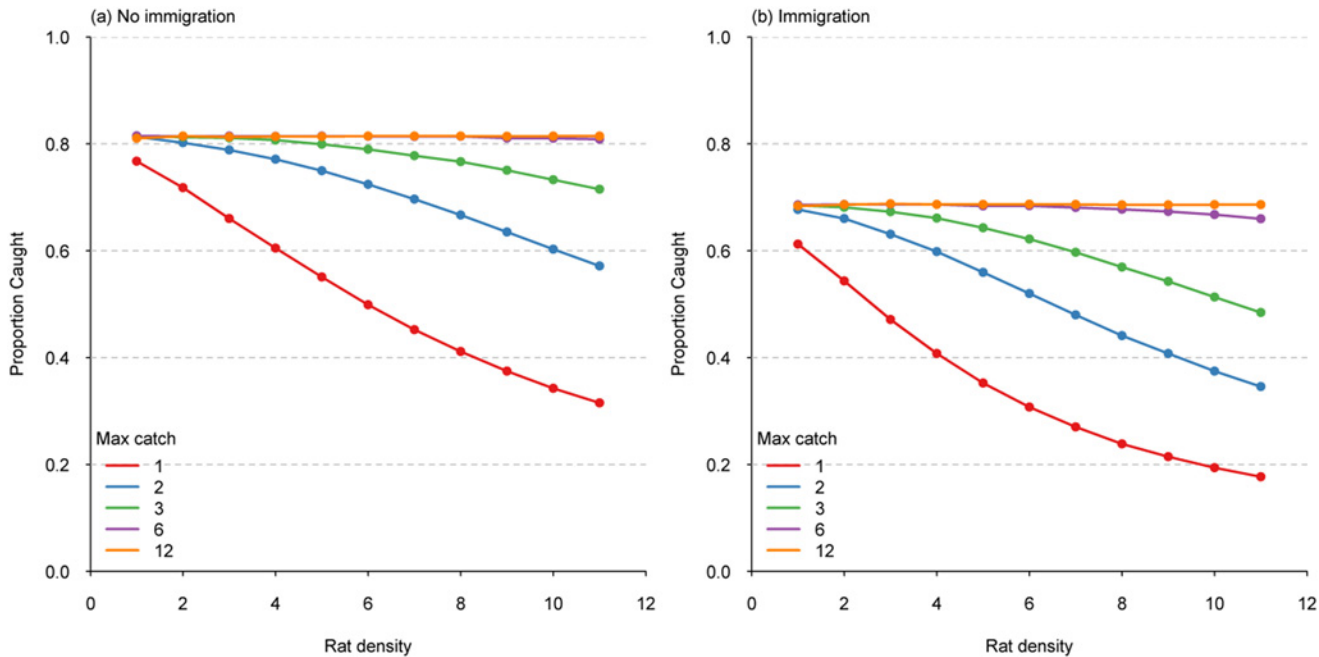 (a) No immigration
1.0
0.8
0.6
0.4
0.2
0.0
Proportion Caught
Max catch
1
2
3
6
12
0 2 4 6 8 10 12
Rat density
(b) Immigration
1.0
0.8
0.6
0.4
0.2
0.0
Proportion Caught
Max catch
1
2
3
6
12
0 2 4 6 8 10 12
Rat density